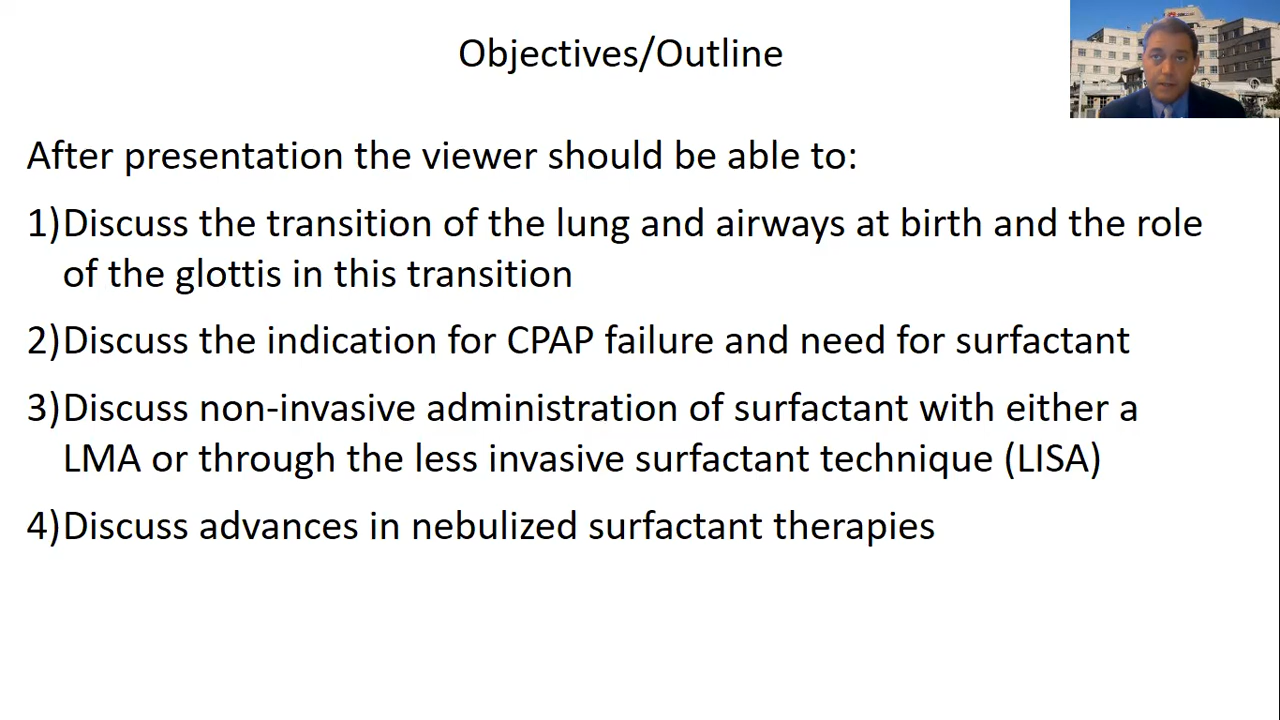 Objectives/Outline
After presentation the viewer should be able to:
1)Discuss the transition of the lung and airways at birth and the role
of the glottis in this transition
2)Discuss the indication for CPAP failure and need for surfactant
3)Discuss non-invasive administration of surfactant with either a
LMA or through the less invasive surfactant technique (LISA)
4)Discuss advances in nebulized surfactant therapies